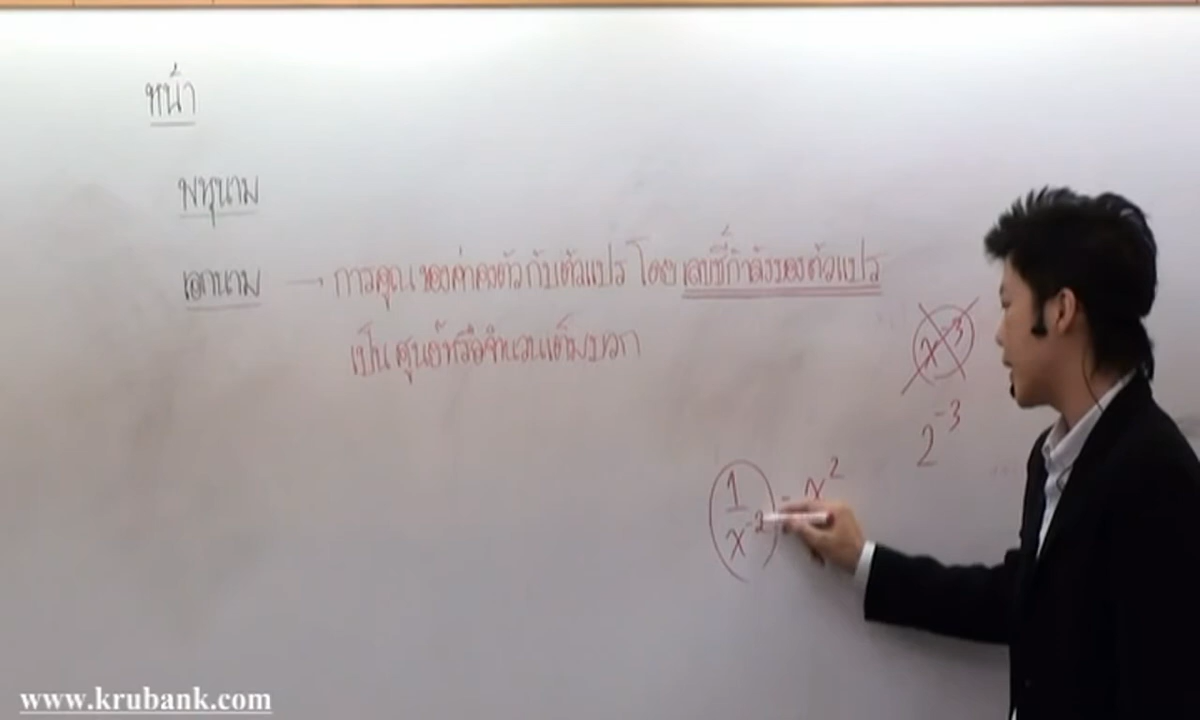 หน้า
พหุนาม
เอกนาม → การคูณ ของค่าคงตัว กับตัวแปร โดย เลขชี้กำลังของตัวแปร
เป็น ศูนย์หรือจำนวนเต็มบวก
x⁻³
2⁻³
1/x⁻² = x²
www.krubank.com